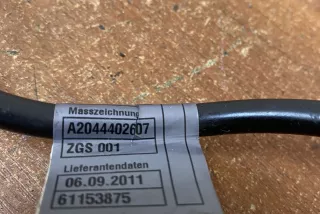 Masszeichnung
A2044402607
ZGS 001
Lieferantendaten
06.09.2011
61153875